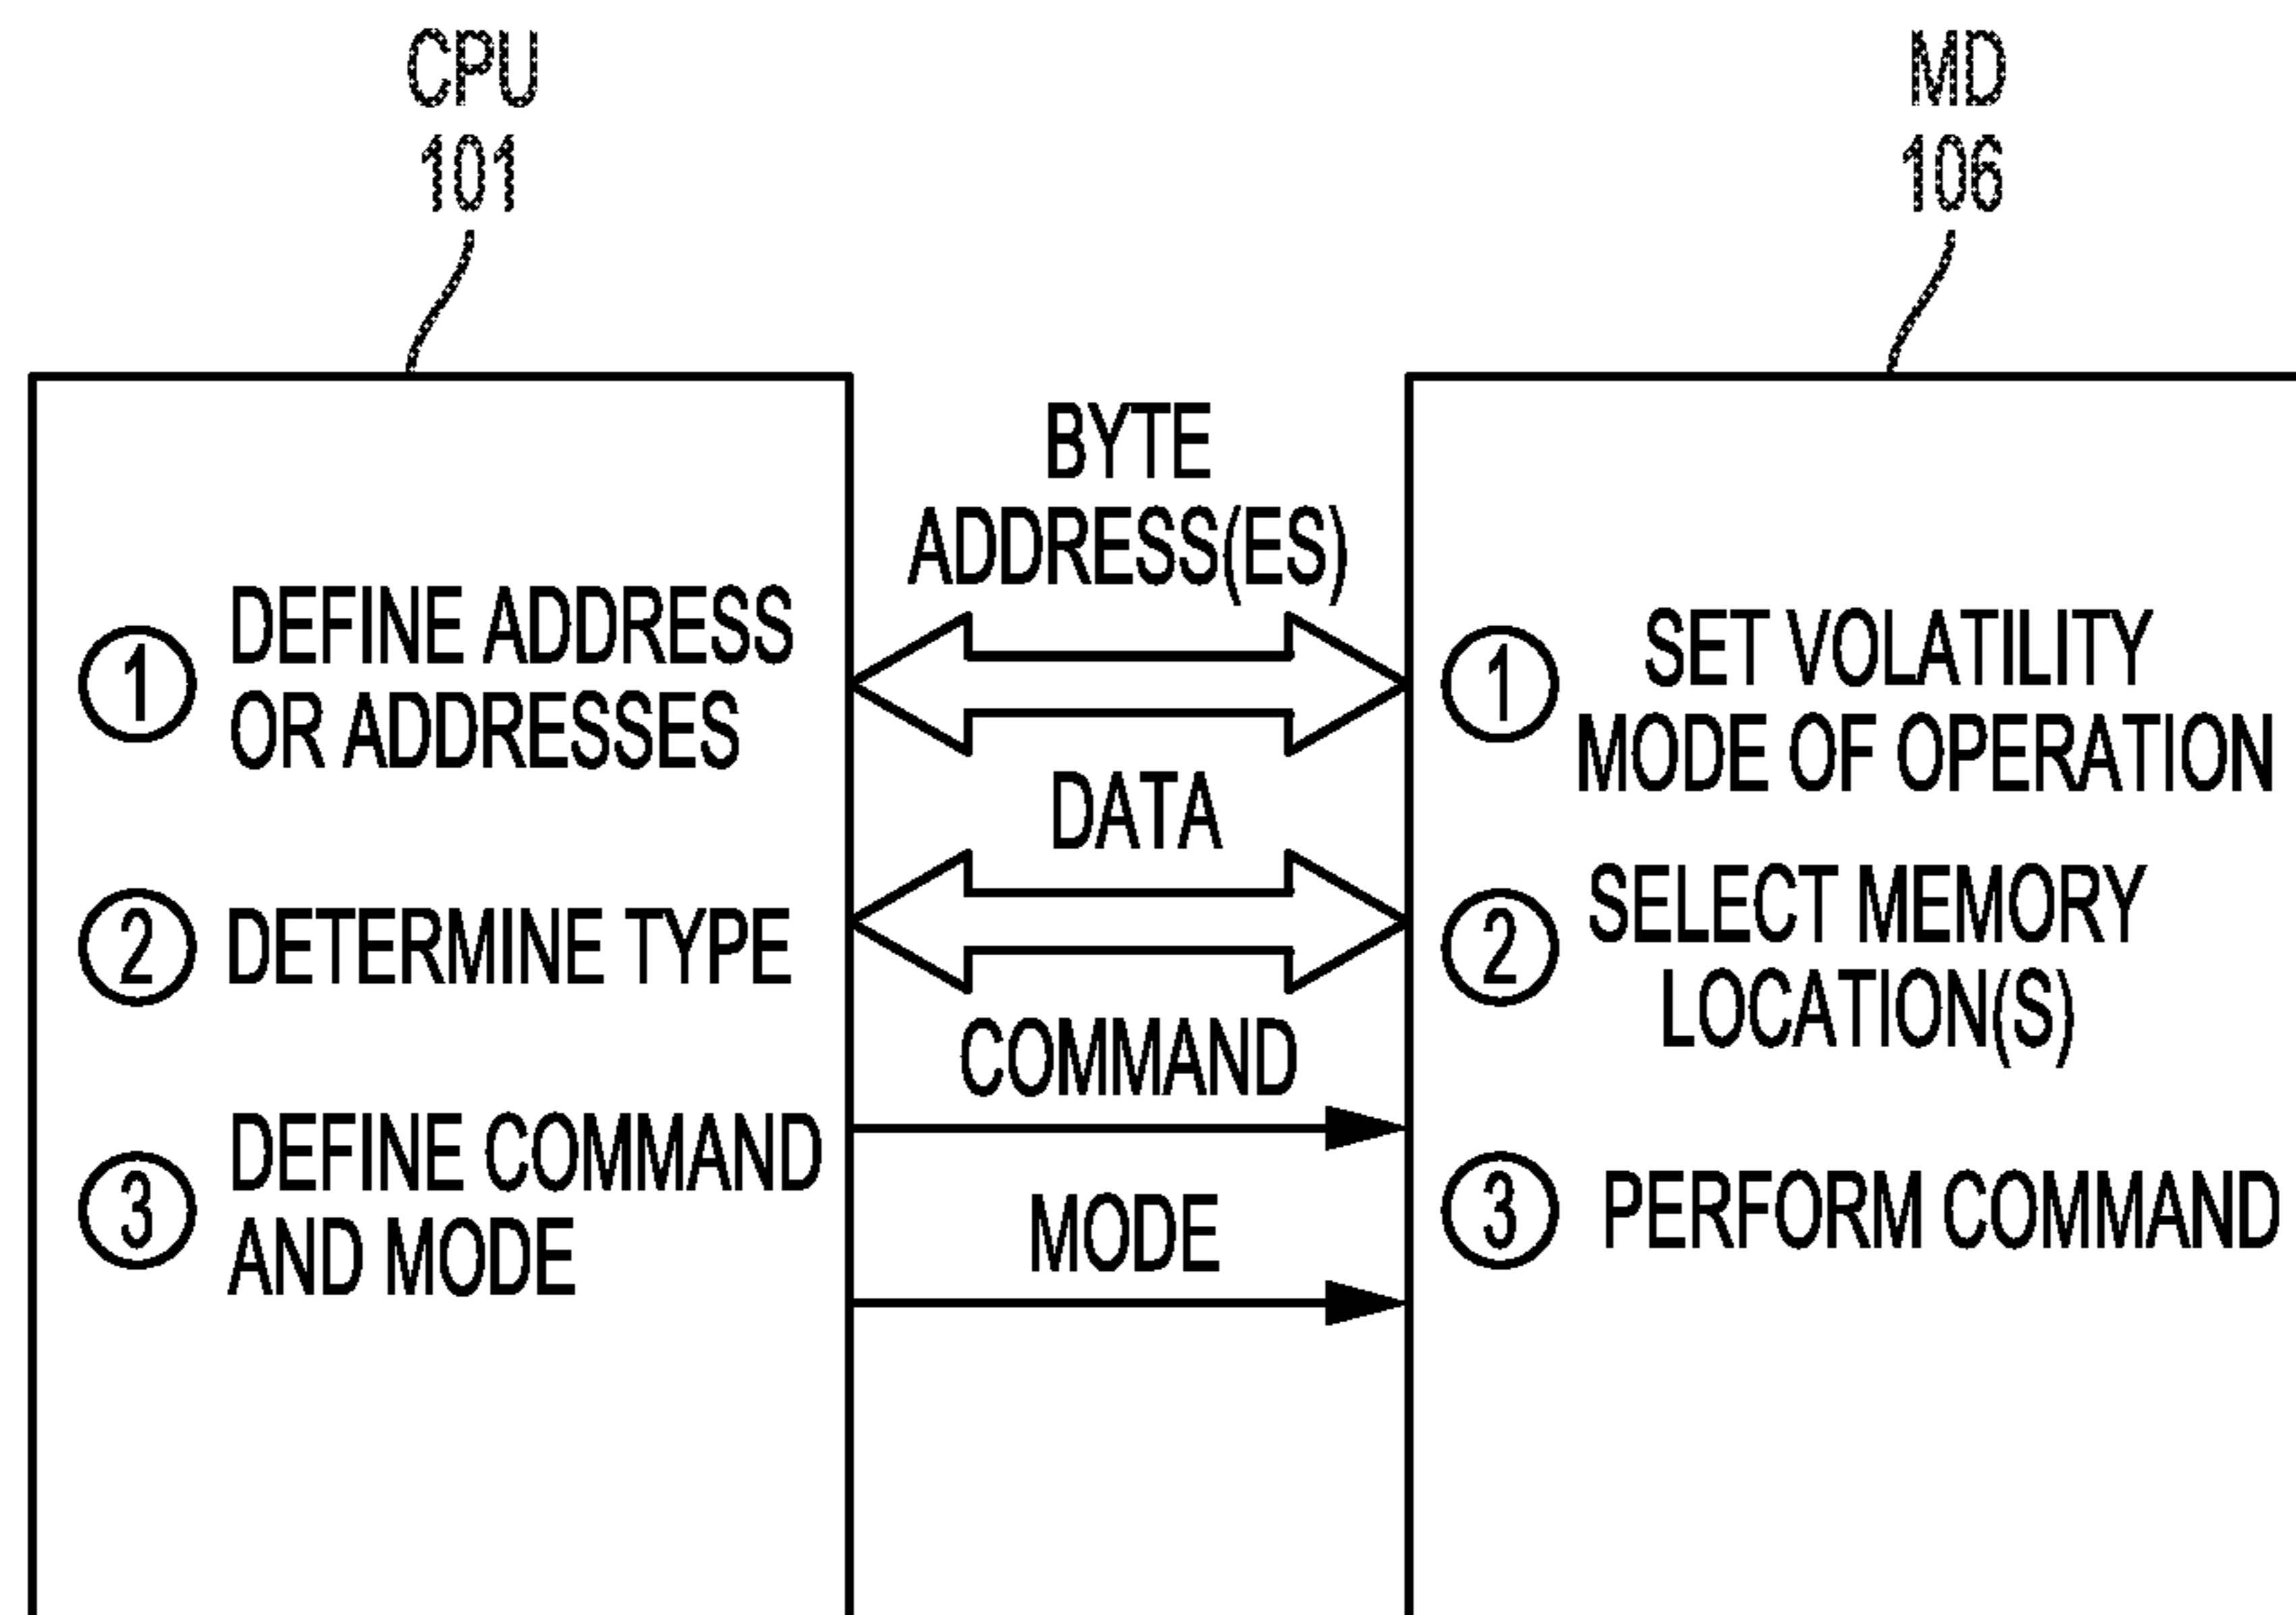 CPU
101
MD
106
① DEFINE ADDRESS
OR ADDRESSES
② DETERMINE TYPE
③ DEFINE COMMAND
AND MODE
BYTE
ADDRESS(ES)
DATA
COMMAND
MODE
① SET VOLATILITY
MODE OF OPERATION
② SELECT MEMORY
LOCATION(S)
③ PERFORM COMMAND